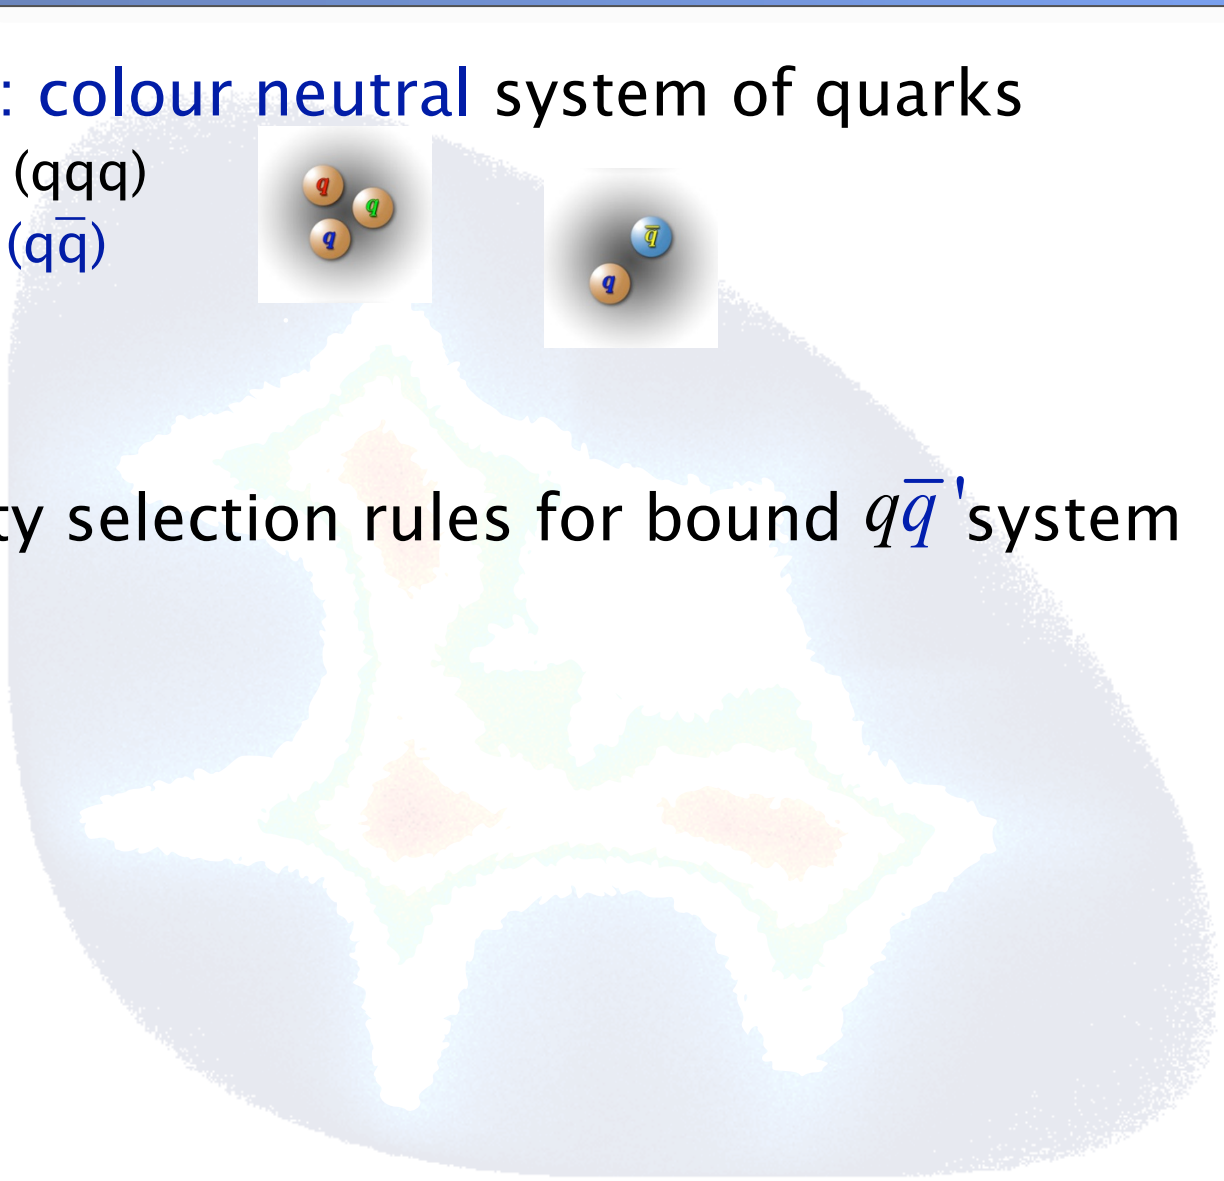 : colour neutral system of quarks
(qqq)
(qq̅)
q
q
q
q̅
q
ty selection rules for bound qq̅' system